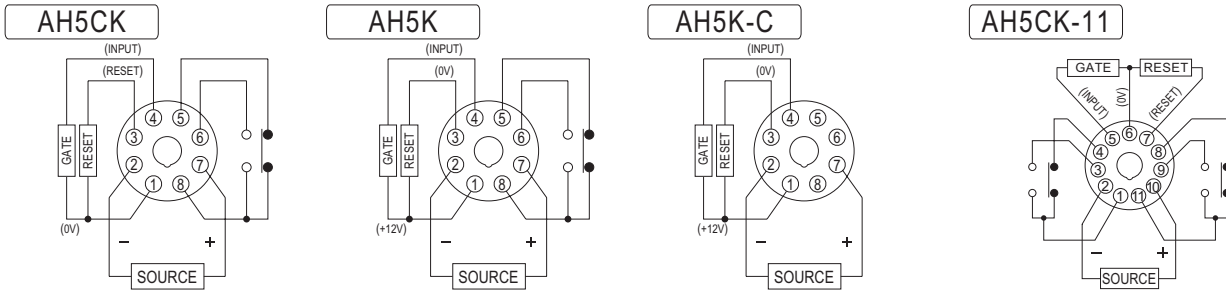 AH5CK
(INPUT)
(RESET)
GATE
RESET
4 5
3 6
2 7
1 8
(0V)
− +
SOURCE
AH5K
(INPUT)
(0V)
GATE
RESET
4 5
3 6
2 7
1 8
(+12V)
− +
SOURCE
AH5K-C
(INPUT)
(0V)
GATE
RESET
4 5
3 6
2 7
1 8
(+12V)
− +
SOURCE
AH5CK-11
GATE RESET
(INPUT) (0V) (RESET)
5 6 7
4 8
3 9
2 10
1 11
− +
SOURCE